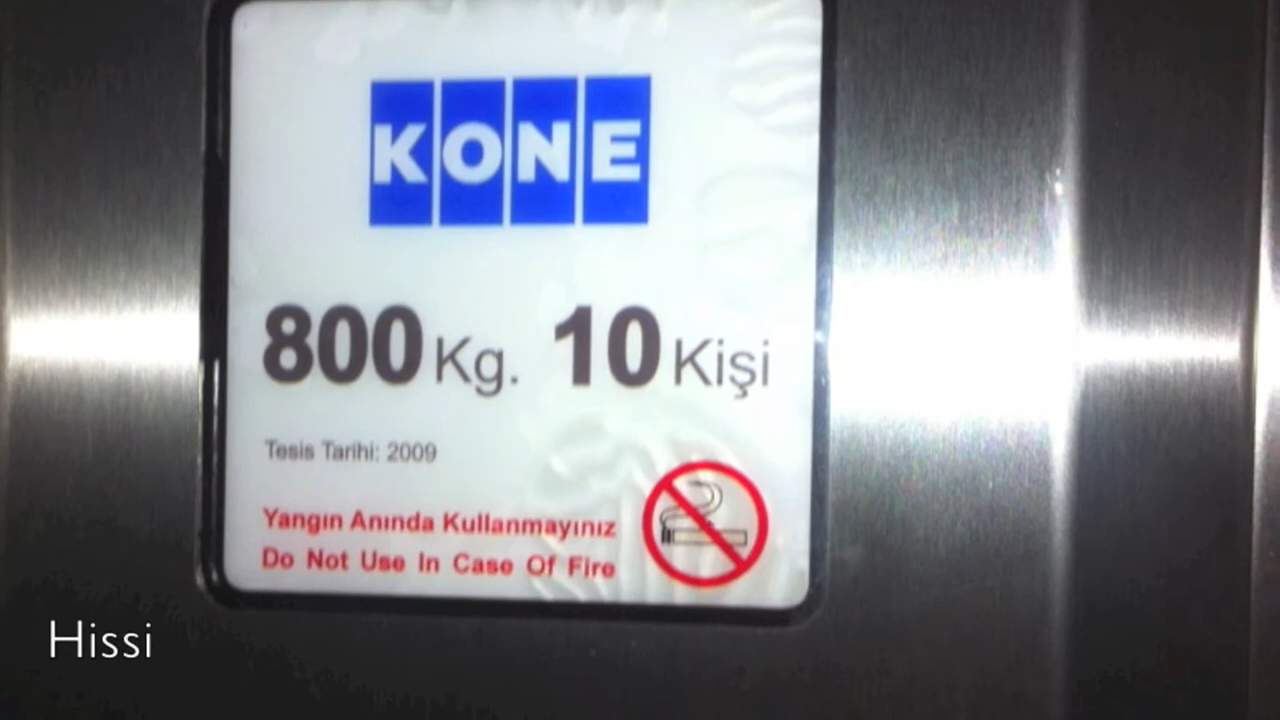 KONE
800 Kg. 10 Kişi
Tesis Tarihi: 2009
Yangın Anında Kullanmayınız
Do Not Use In Case Of Fire
Hissi